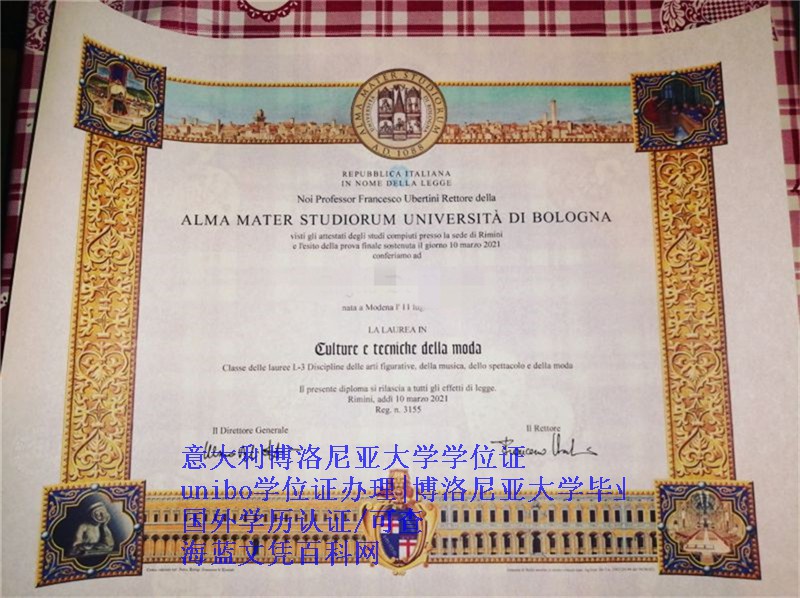 ALMA MATER STUDIORUM
A.D. 1088
REPUBBLICA ITALIANA
IN NOME DELLA LEGGE
Noi Professor Francesco Ubertini Rettore della
ALMA MATER STUDIORUM UNIVERSITÀ DI BOLOGNA
visti gli attestati degli studi compiuti presso la sede di Rimini
e l'esito della prova finale sostenuta il giorno 10 marzo 2021
conferiamo ad
nata a Modena l' 11
LA LAUREA IN
Culture e tecniche della moda
Classe delle lauree L-3 Discipline delle arti figurative, della musica, dello spettacolo e della moda
Il presente diploma si rilascia a tutti gli effetti di legge.
Rimini, addì 10 marzo 2021
Reg. n. 3155
Il Direttore Generale
Il Rettore
意大利博洛尼亚大学学位证
unibo学位证办理|博洛尼亚大学毕业
国外学历认证/可查
海蓝文凭百科网